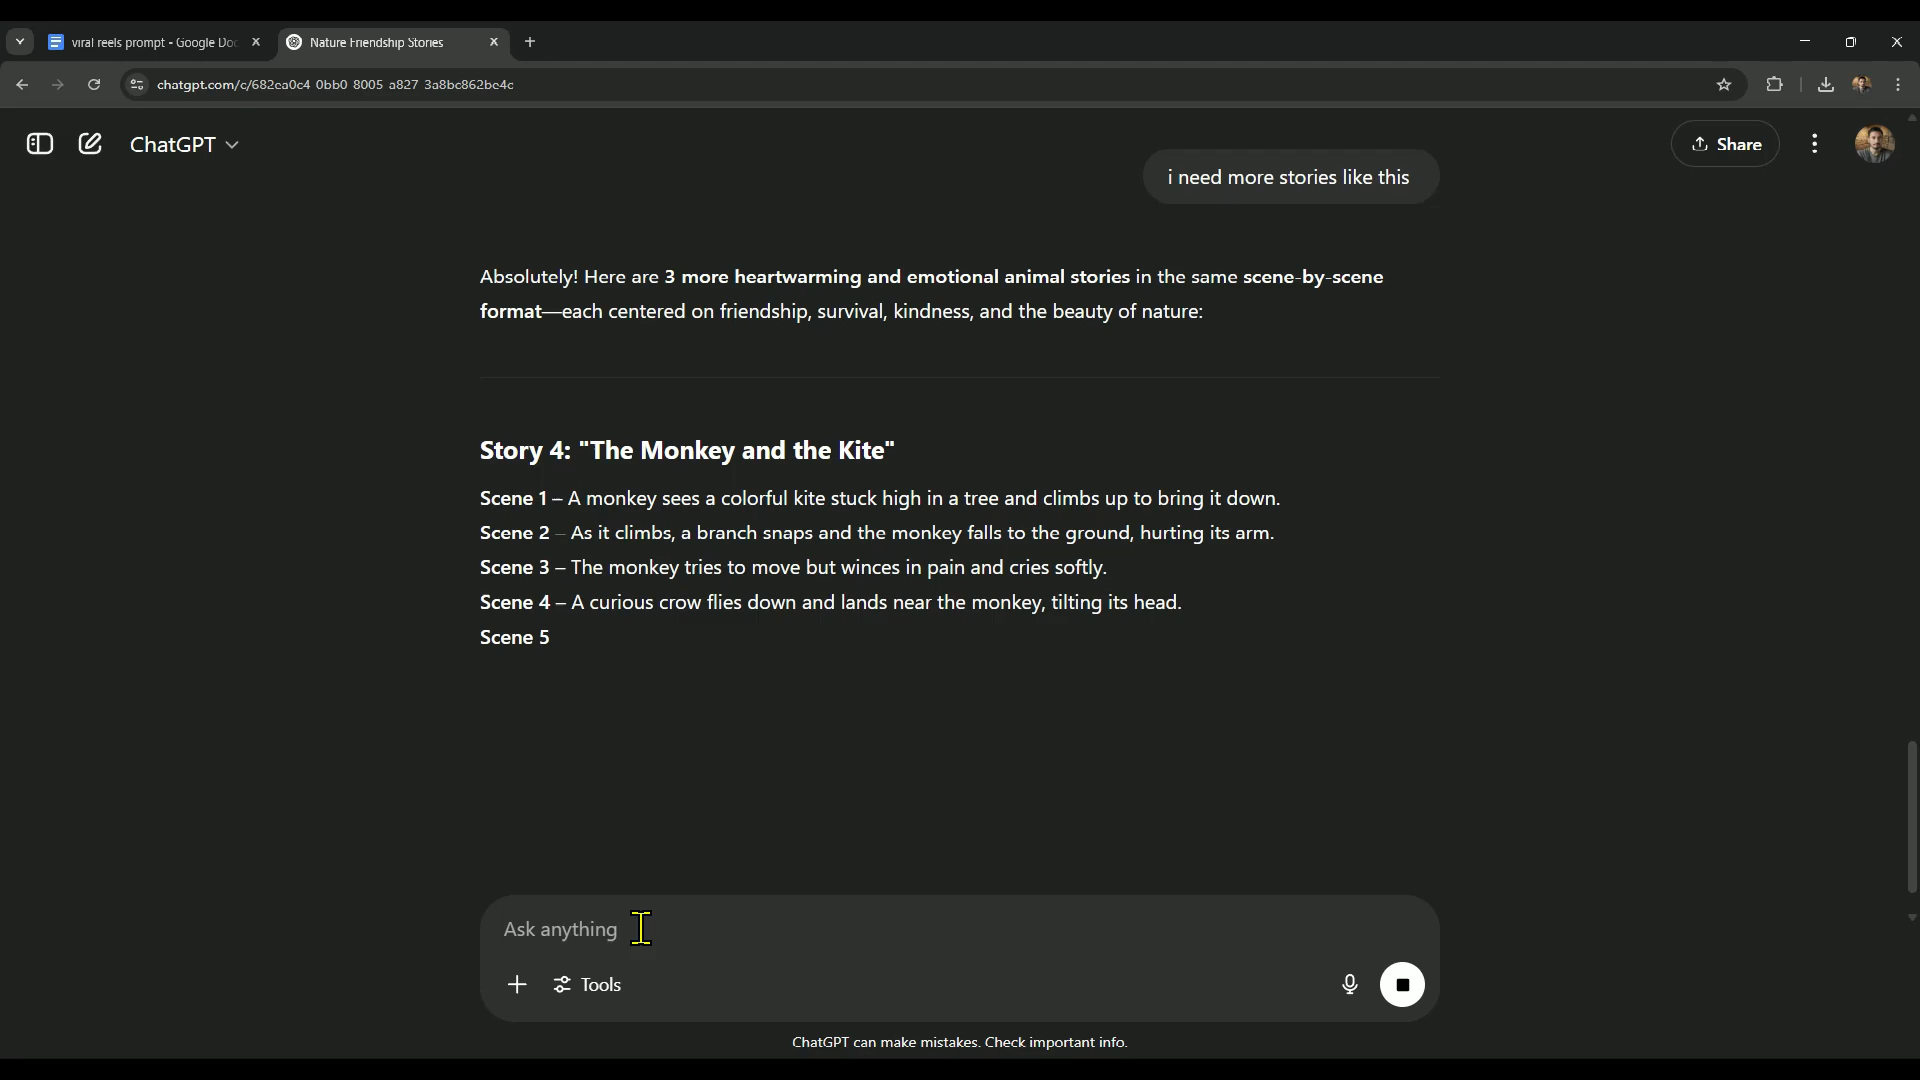 viral reels prompt - Google Doc
Nature Friendship Stories
chatgpt.com/c/682ea0c4 0bb0 8005 a827 3a8bc862be4c
ChatGPT
Share
i need more stories like this
Absolutely! Here are 3 more heartwarming and emotional animal stories in the same scene-by-scene
format—each centered on friendship, survival, kindness, and the beauty of nature:
Story 4: "The Monkey and the Kite"
Scene 1 – A monkey sees a colorful kite stuck high in a tree and climbs up to bring it down.
Scene 2 – As it climbs, a branch snaps and the monkey falls to the ground, hurting its arm.
Scene 3 – The monkey tries to move but winces in pain and cries softly.
Scene 4 – A curious crow flies down and lands near the monkey, tilting its head.
Scene 5
Ask anything
Tools
ChatGPT can make mistakes. Check important info.